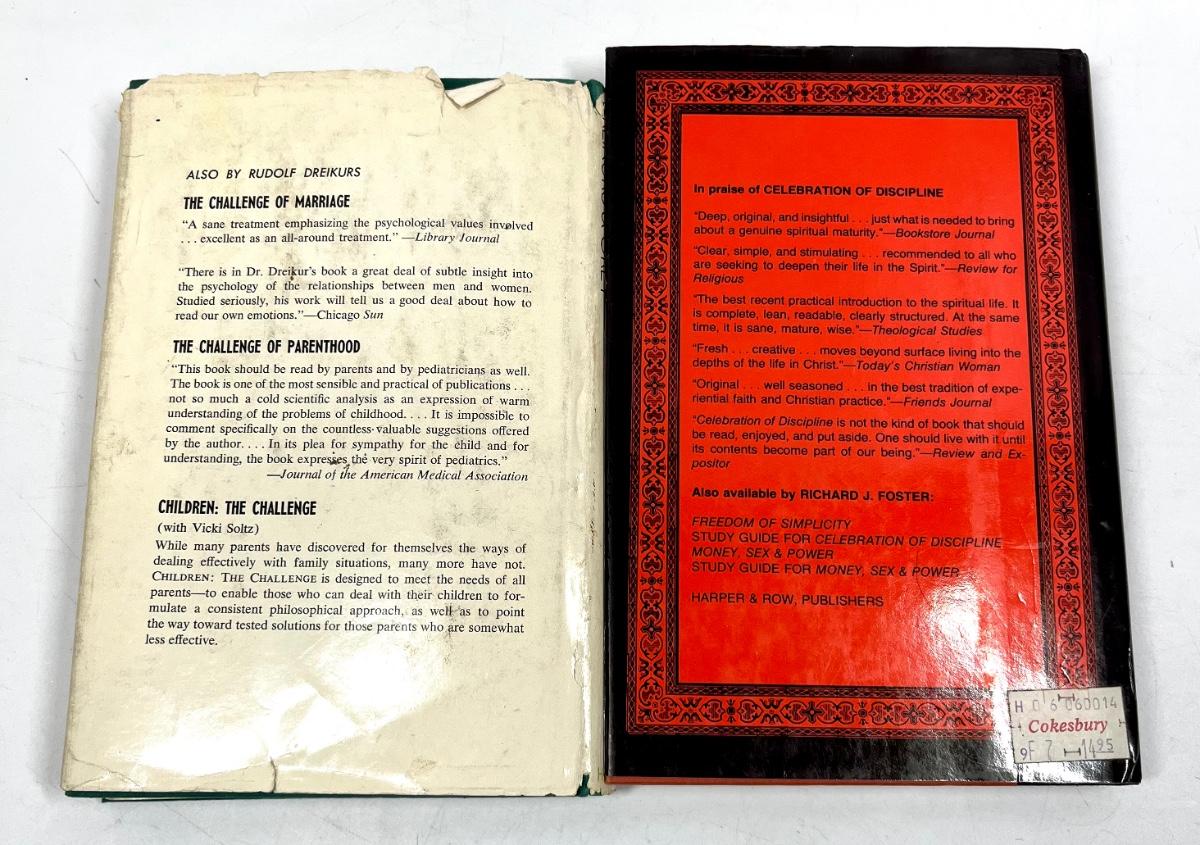 ALSO BY RUDOLF DREIKURS
THE CHALLENGE OF MARRIAGE
“A sane treatment emphasizing the psychological values involved
. . . excellent as an all-around treatment.” —Library Journal
“There is in Dr. Dreikur's book a great deal of subtle insight into
the psychology of the relationships between men and women.
Studied seriously, his work will tell us a good deal about how to
read our own emotions.”—Chicago Sun
THE CHALLENGE OF PARENTHOOD
“This book should be read by parents and by pediatricians as well.
The book is one of the most sensible and practical of publications . . .
not so much a cold scientific analysis as an expression of warm
understanding of the problems of childhood. . . . It is impossible to
comment specifically on the countless valuable suggestions offered
by the author. . . . In its plea for sympathy for the child and for
understanding, the book expresses the very spirit of pediatrics.”
—Journal of the American Medical Association
CHILDREN: THE CHALLENGE
(with Vicki Soltz)
While many parents have discovered for themselves the ways of
dealing effectively with family situations, many more have not.
CHILDREN: THE CHALLENGE is designed to meet the needs of all
parents—to enable those who can deal with their children to for-
mulate a consistent philosophical approach, as well as to point
the way toward tested solutions for those parents who are somewhat
less effective.
In praise of CELEBRATION OF DISCIPLINE
“Deep, original, and insightful . . . just what is needed to bring
about a genuine spiritual maturity.”—Bookstore Journal
“Clear, simple, and stimulating . . . recommended to all who
are seeking to deepen their life in the Spirit.”—Review for
Religious
“The best recent practical introduction to the spiritual life. It
is complete, lean, readable, clearly structured. At the same
time, it is sane, mature, wise.”—Theological Studies
“Fresh . . . creative . . . moves beyond surface living into the
depths of the life in Christ.”—Today's Christian Woman
“Original . . . well seasoned . . . in the best tradition of expe-
riential faith and Christian practice.”—Friends Journal
“Celebration of Discipline is not the kind of book that should
be read, enjoyed, and put aside. One should live with it until
its contents become part of our being.”—Review and Ex-
positor
Also available by RICHARD J. FOSTER:
FREEDOM OF SIMPLICITY
STUDY GUIDE FOR CELEBRATION OF DISCIPLINE
MONEY, SEX & POWER
STUDY GUIDE FOR MONEY, SEX & POWER
HARPER & ROW, PUBLISHERS
H 0 6 060014
Cokesbury
9F 7 1495